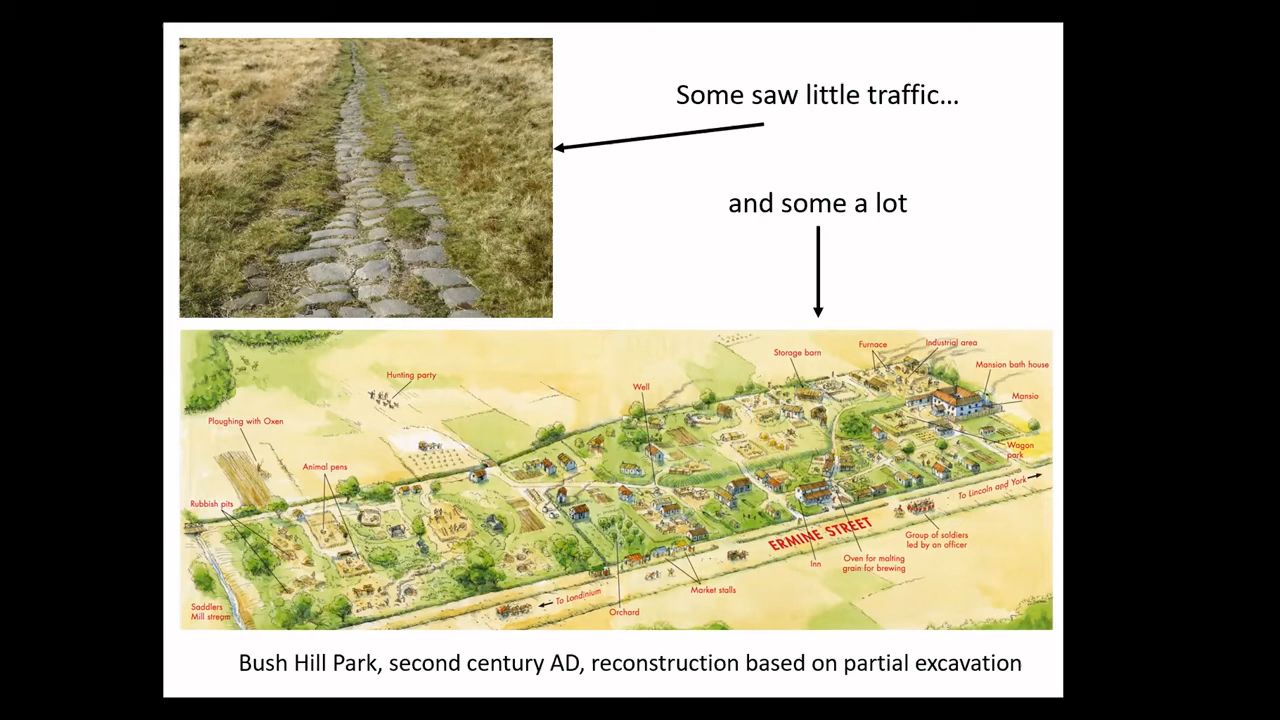 Some saw little traffic...
and some a lot
Storage barn
Furnace
Industrial area
Mansion bath house
Hunting party
Well
Mansio
Ploughing with Oxen
Wagon
park
Animal pens
To Lincoln and York
Rubbish pits
ERMINE STREET
Group of soldiers
led by an officer
Inn
Oven for malting
grain for brewing
Market stalls
To Londinium
Saddlers
Mill stream
Orchard
Bush Hill Park, second century AD, reconstruction based on partial excavation